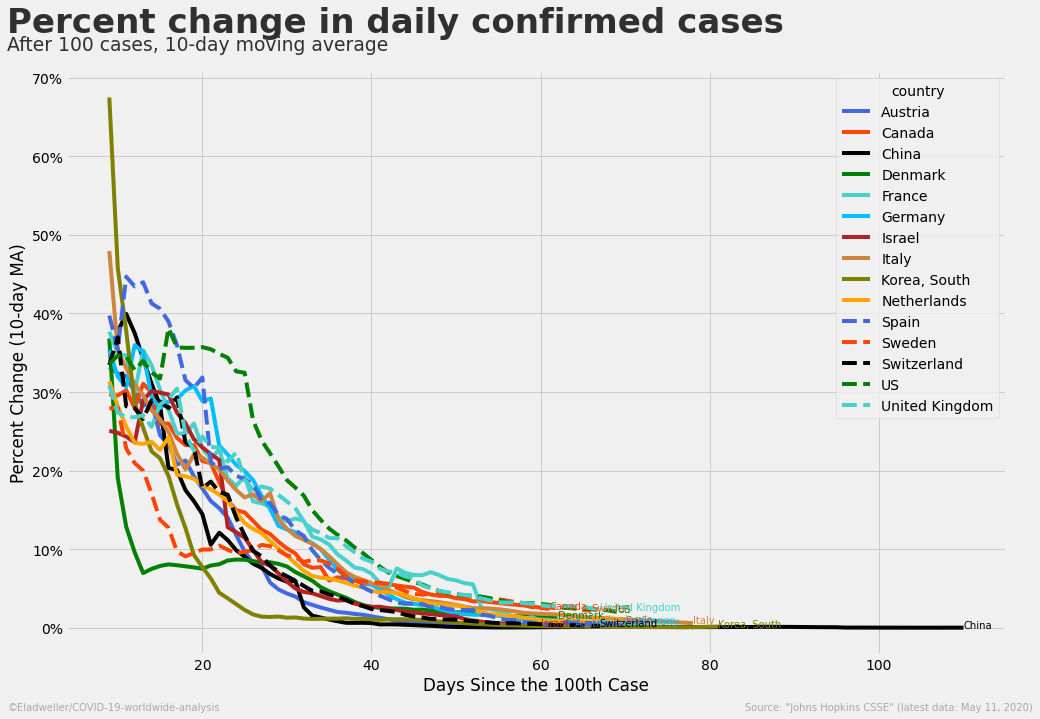 Percent change in daily confirmed cases
After 100 cases, 10-day moving average
70%
60%
50%
40%
30%
20%
10%
0%
Percent Change (10-day MA)
country
Austria
Canada
China
Denmark
France
Germany
Israel
Italy
Korea, South
Netherlands
Spain
Sweden
Switzerland
US
United Kingdom
Canada
US
United Kingdom
Denmark
Switzerland
Italy
Korea, South
China
20
40
60
80
100
Days Since the 100th Case
©Eladweller/COVID-19-worldwide-analysis
Source: "Johns Hopkins CSSE" (latest data: May 11, 2020)